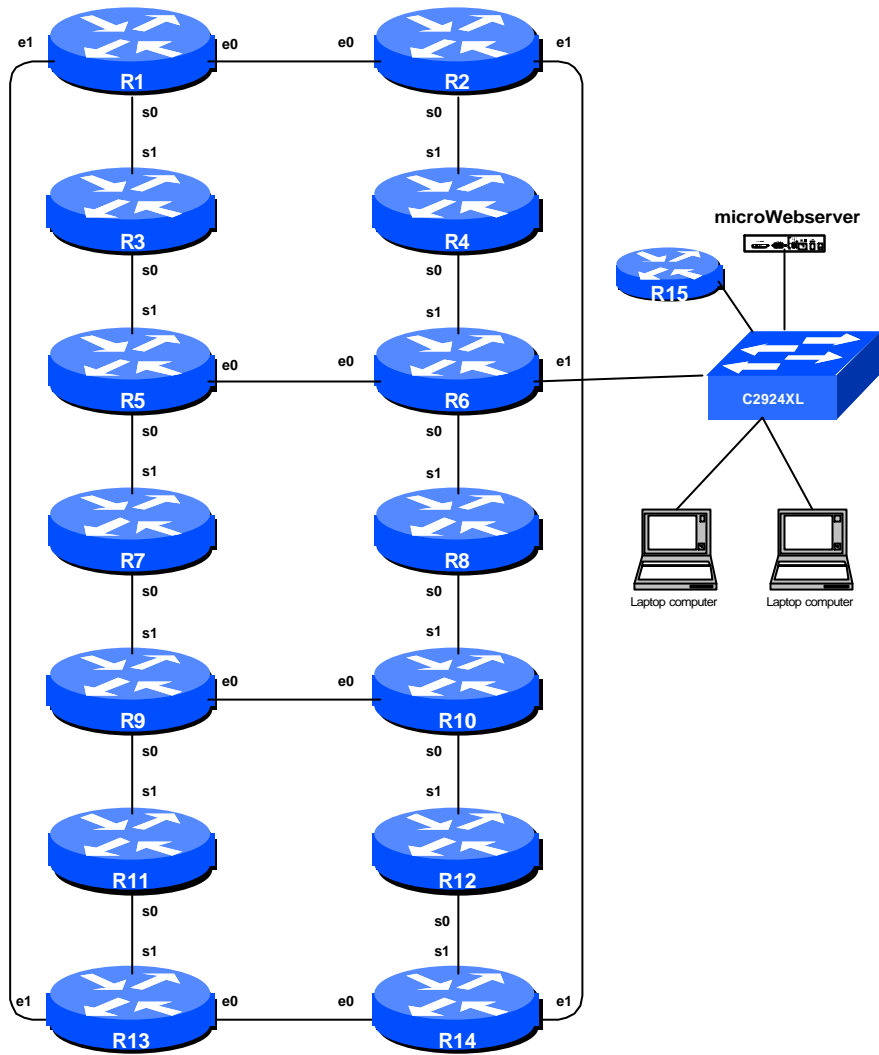 e1 e0 e0 e1
R1 R2
s0 s0
s1 s1
microWebserver
R3 R4
s0 s0
R15
s1 s1
e0 e0 e1
R5 R6 C2924XL
s0 s0
s1 s1
R7 R8
s0 s0
Laptop computer Laptop computer
s1 s1
e0 e0
R9 R10
s0 s0
s1 s1
R11 R12
s0 s0
s1 s1
e1 e0 e0 e1
R13 R14